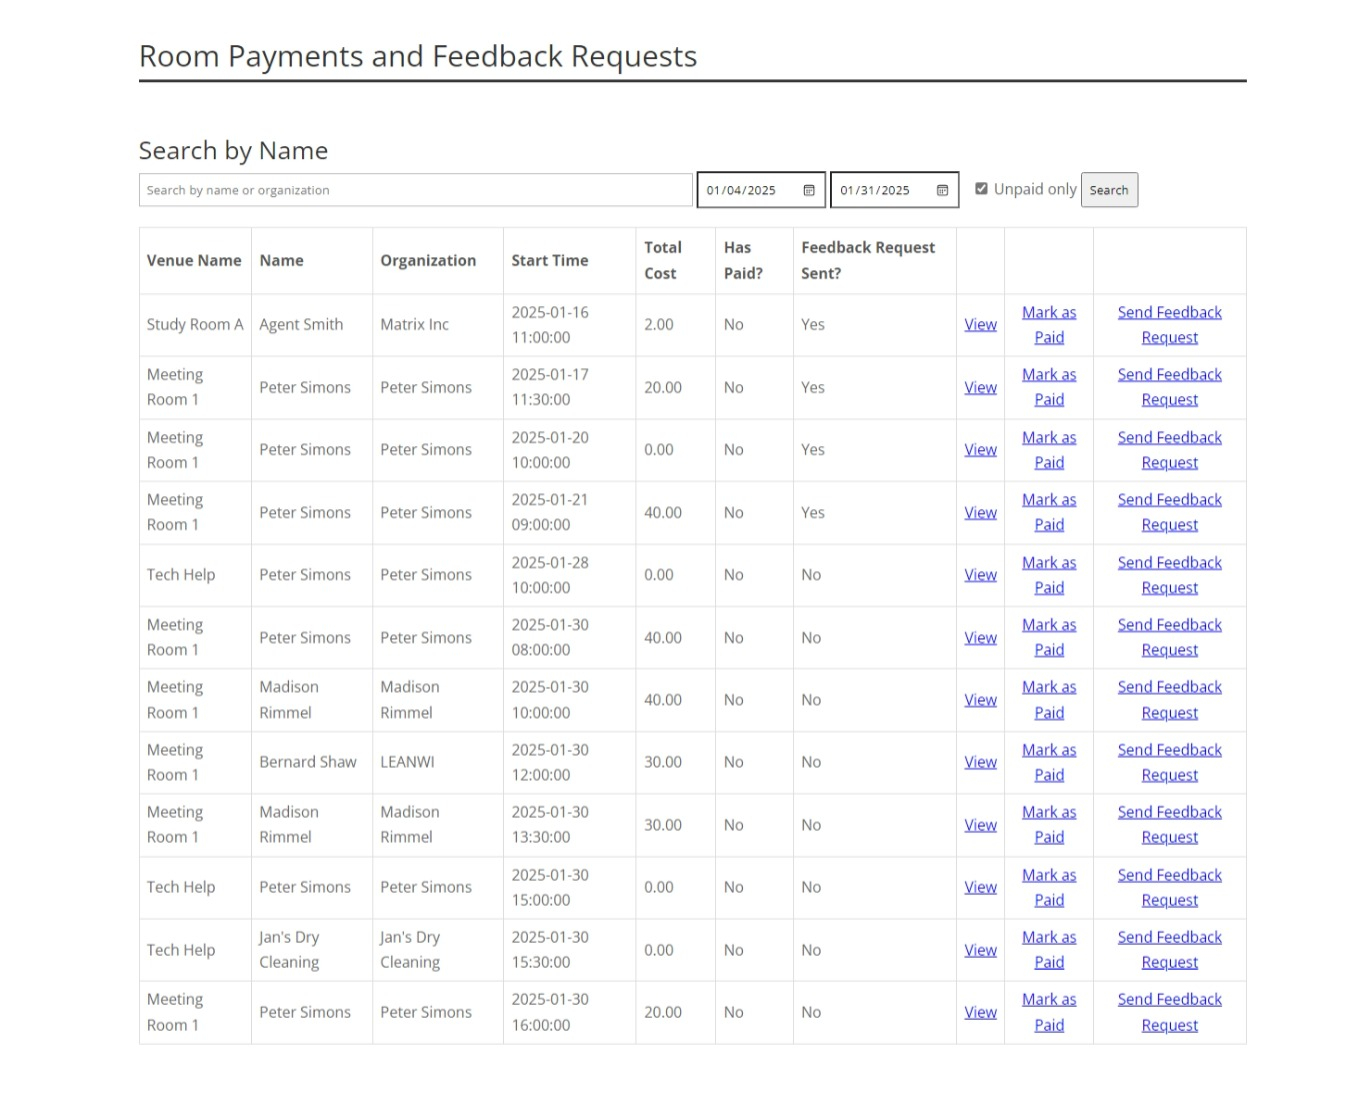 Room Payments and Feedback Requests
Search by Name
Search by name or organization 01/04/2025 01/31/2025 Unpaid only Search
Venue Name Name Organization Start Time Total Cost Has Paid? Feedback Request Sent?
Study Room A Agent Smith Matrix Inc 2025-01-16 11:00:00 2.00 No Yes View Mark as Paid Send Feedback Request
Meeting Room 1 Peter Simons Peter Simons 2025-01-17 11:30:00 20.00 No Yes View Mark as Paid Send Feedback Request
Meeting Room 1 Peter Simons Peter Simons 2025-01-20 10:00:00 0.00 No Yes View Mark as Paid Send Feedback Request
Meeting Room 1 Peter Simons Peter Simons 2025-01-21 09:00:00 40.00 No Yes View Mark as Paid Send Feedback Request
Tech Help Peter Simons Peter Simons 2025-01-28 10:00:00 0.00 No No View Mark as Paid Send Feedback Request
Meeting Room 1 Peter Simons Peter Simons 2025-01-30 08:00:00 40.00 No No View Mark as Paid Send Feedback Request
Meeting Room 1 Madison Rimmel Madison Rimmel 2025-01-30 10:00:00 40.00 No No View Mark as Paid Send Feedback Request
Meeting Room 1 Bernard Shaw LEANWI 2025-01-30 12:00:00 30.00 No No View Mark as Paid Send Feedback Request
Meeting Room 1 Madison Rimmel Madison Rimmel 2025-01-30 13:30:00 30.00 No No View Mark as Paid Send Feedback Request
Tech Help Peter Simons Peter Simons 2025-01-30 15:00:00 0.00 No No View Mark as Paid Send Feedback Request
Tech Help Jan's Dry Cleaning Jan's Dry Cleaning 2025-01-30 15:30:00 0.00 No No View Mark as Paid Send Feedback Request
Meeting Room 1 Peter Simons Peter Simons 2025-01-30 16:00:00 20.00 No No View Mark as Paid Send Feedback Request